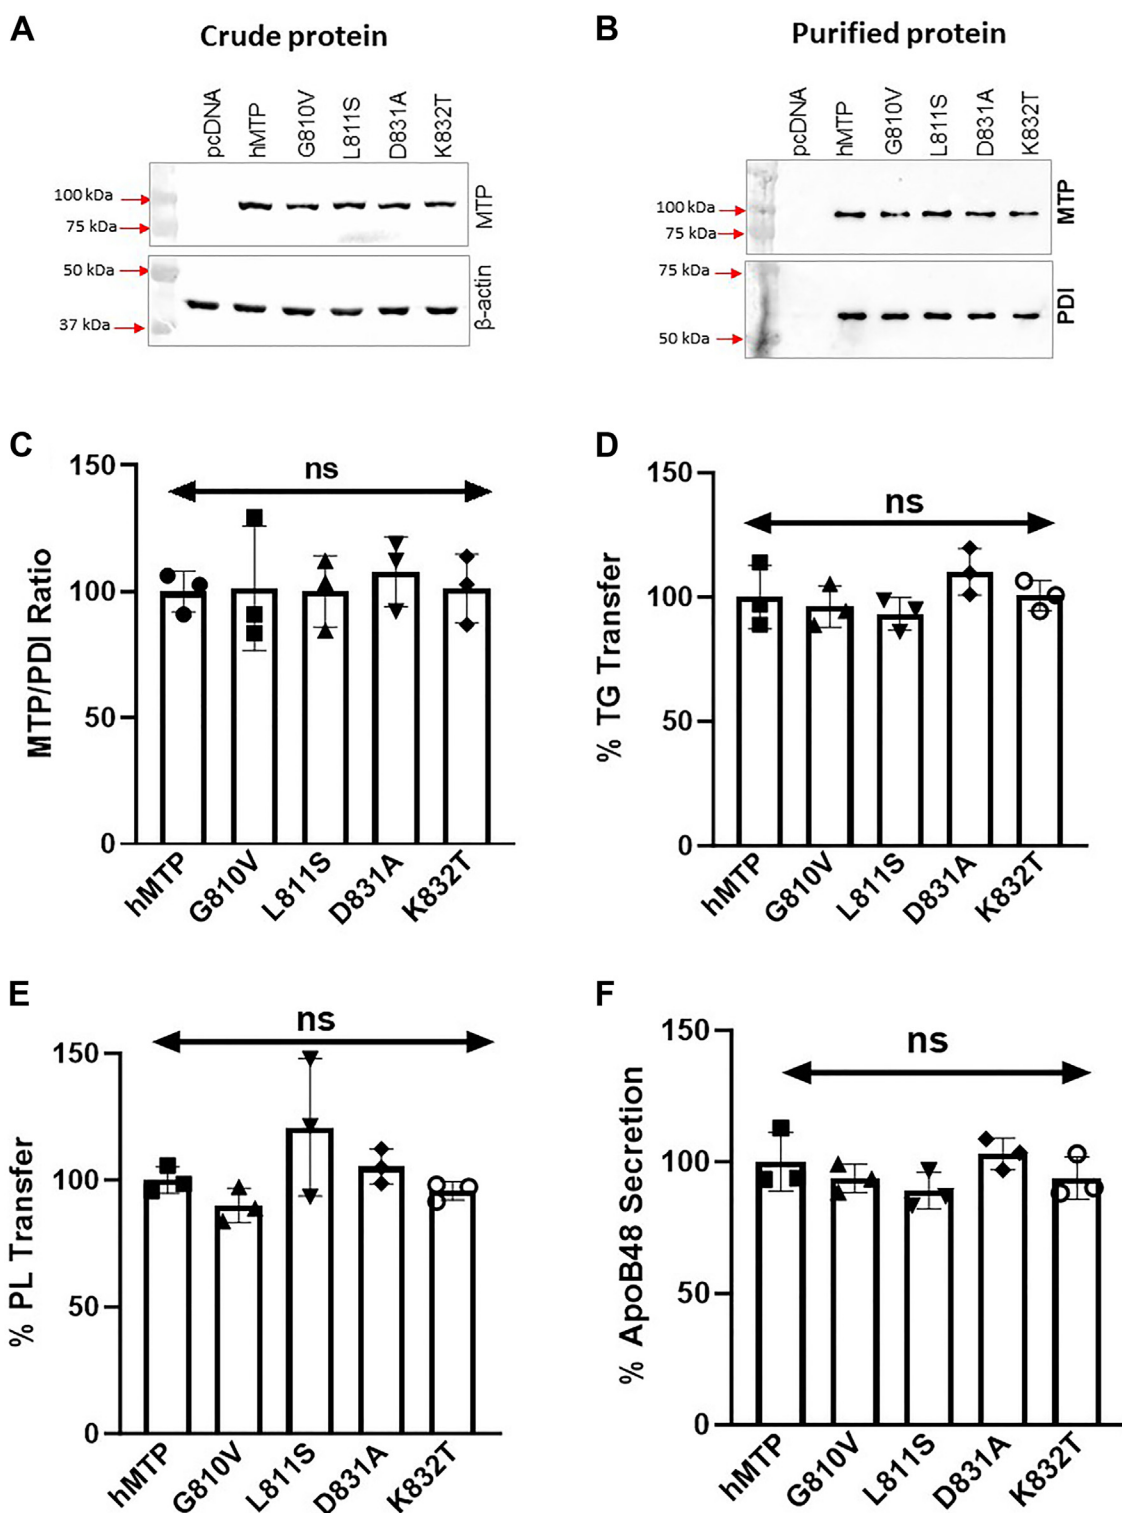 A
Crude protein
pcDNA
hMTP
G810V
L811S
D831A
K832T
100 kDa
75 kDa
MTP
50 kDa
37 kDa
β-actin
B
Purified protein
pcDNA
hMTP
G810V
L811S
D831A
K832T
100 kDa
75 kDa
MTP
75 kDa
50 kDa
PDI
C
ns
MTP/PDI Ratio
150
100
50
0
hMTP
G810V
L811S
D831A
K832T
D
ns
% TG Transfer
150
100
50
0
hMTP
G810V
L811S
D831A
K832T
E
ns
% PL Transfer
150
100
50
0
hMTP
G810V
L811S
D831A
K832T
F
ns
% ApoB48 Secretion
150
100
50
0
hMTP
G810V
L811S
D831A
K832T